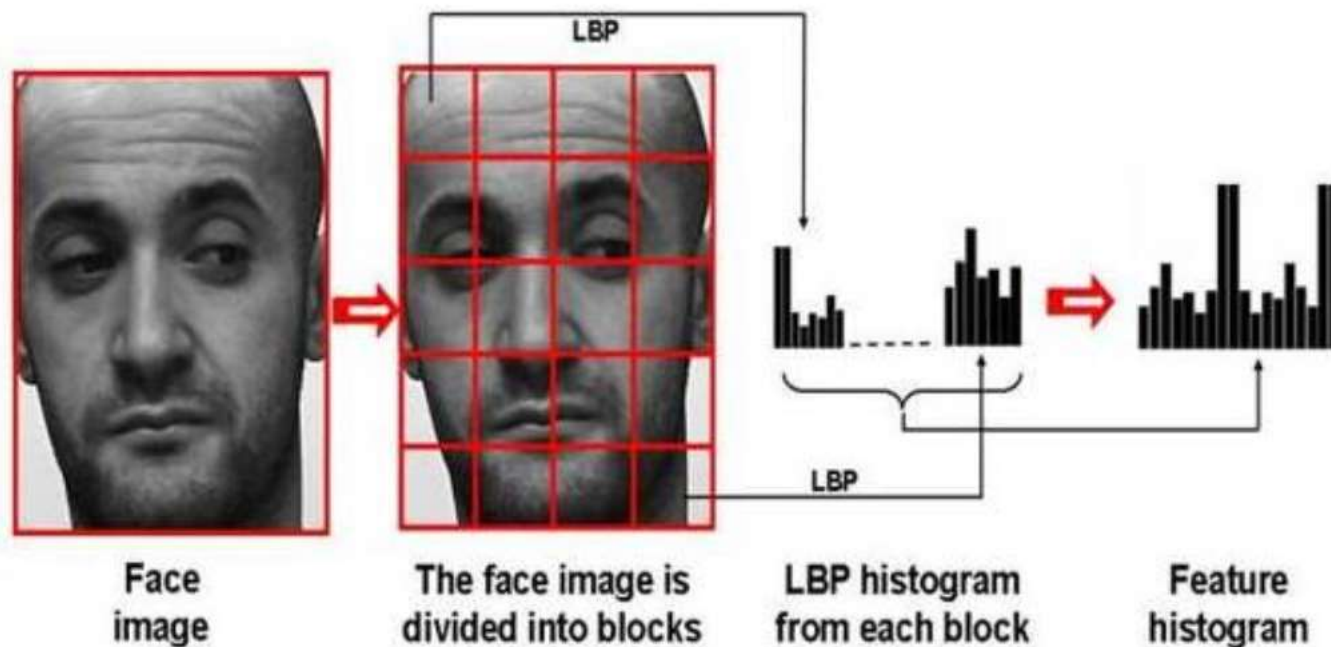 LBP
LBP
Face
image
The face image is
divided into blocks
LBP histogram
from each block
Feature
histogram